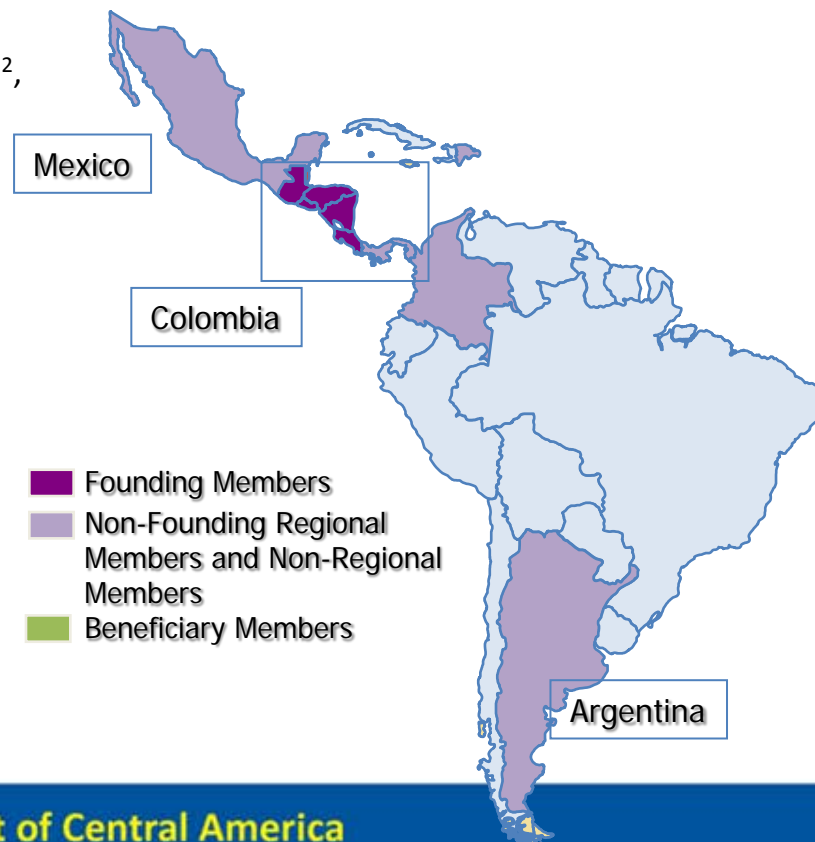 2,
Mexico
Colombia
Founding Members
Non-Founding Regional
Members and Non-Regional
Members
Beneficiary Members
Argentina
t of Central America